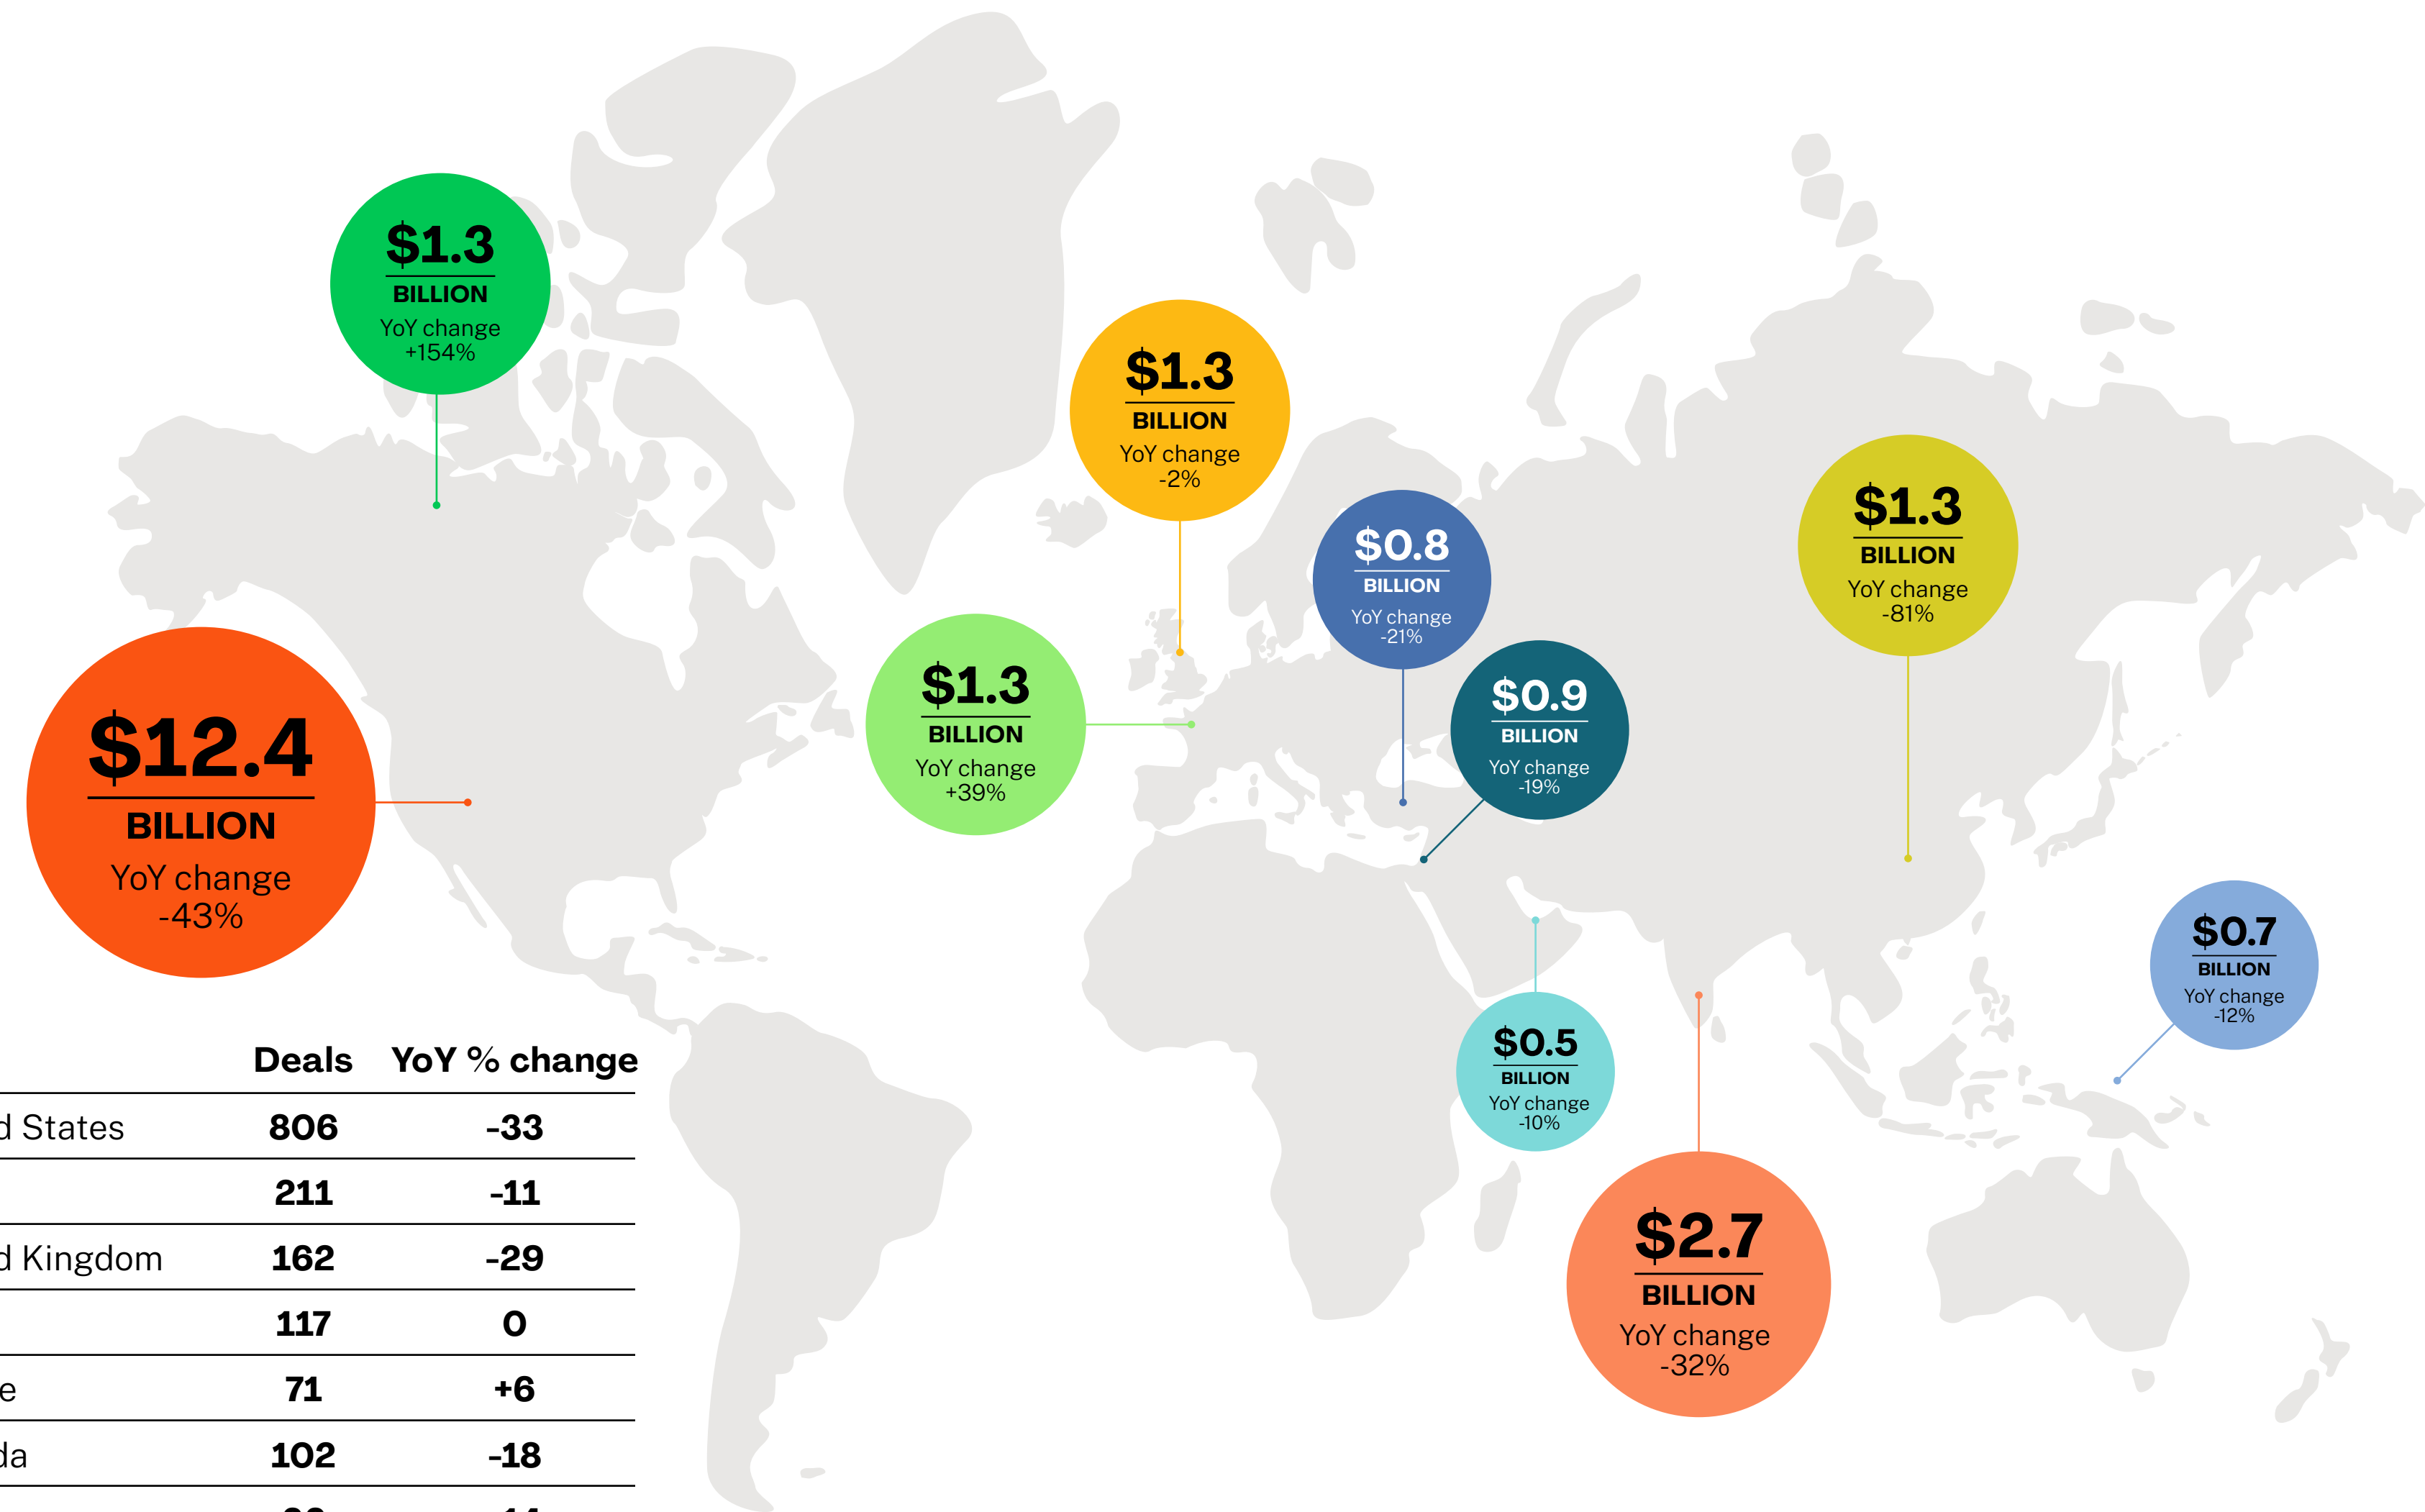 $1.3
BILLION
YoY change
+154%
$1.3
BILLION
YoY change
-2%
$1.3
BILLION
YoY change
-81%
$0.8
BILLION
YoY change
-21%
$1.3
BILLION
YoY change
+39%
$0.9
BILLION
YoY change
-19%
$12.4
BILLION
YoY change
-43%
$0.7
BILLION
YoY change
-12%
$0.5
BILLION
YoY change
-10%
$2.7
BILLION
YoY change
-32%
Deals YoY % change
d States 806 -33
211 -11
d Kingdom 162 -29
117 0
e 71 +6
da 102 -18